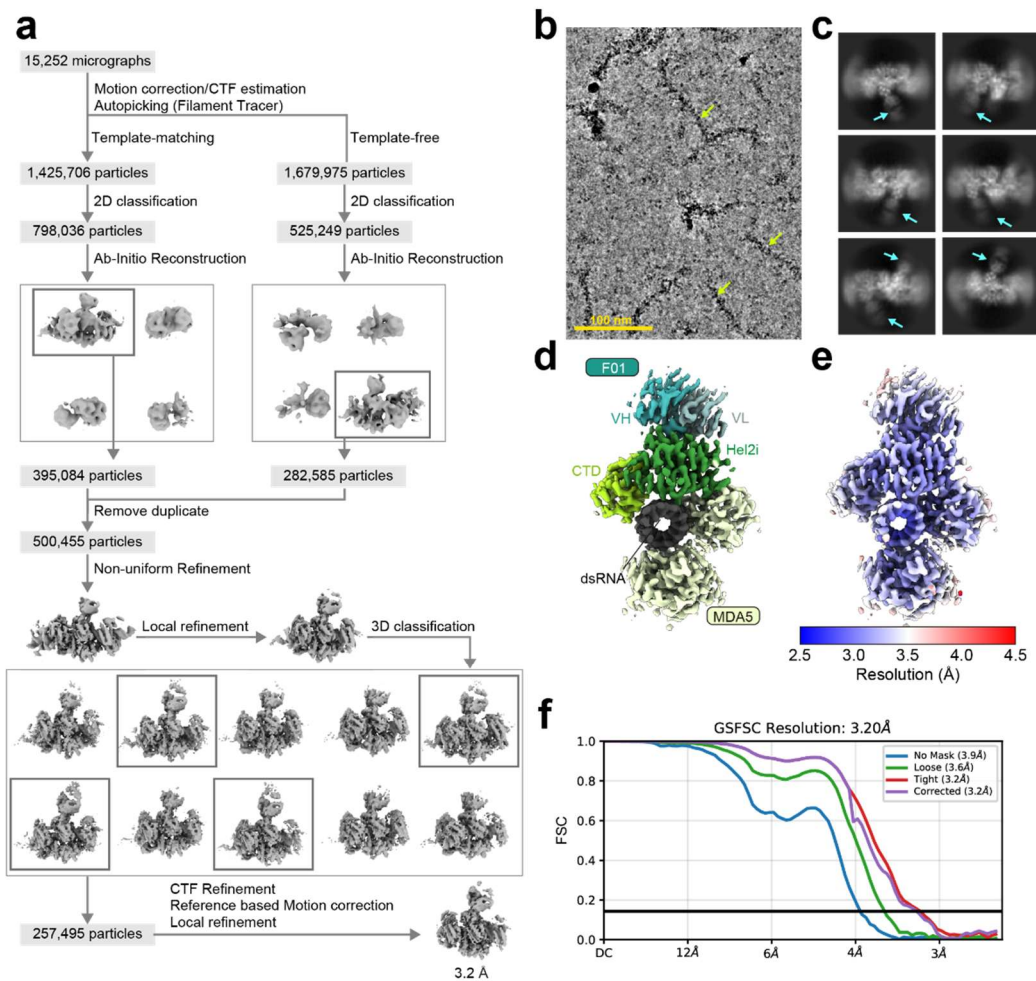 a
15,252 micrographs
Motion correction/CTF estimation
Autopicking (Filament Tracer)
Template-matching
Template-free
1,425,706 particles
1,679,975 particles
2D classification
2D classification
798,036 particles
525,249 particles
Ab-Initio Reconstruction
Ab-Initio Reconstruction
395,084 particles
282,585 particles
Remove duplicate
500,455 particles
Non-uniform Refinement
Local refinement
3D classification
CTF Refinement
Reference based Motion correction
Local refinement
257,495 particles
3.2 Å
b
100 nm
c
d
F01
VH
VL
Hel2i
CTD
dsRNA
MDA5
e
2.5 3.0 3.5 4.0 4.5
Resolution (Å)
f
GSFSC Resolution: 3.20Å
No Mask (3.9Å)
Loose (3.6Å)
Tight (3.2Å)
Corrected (3.2Å)
FSC
1.0
0.8
0.6
0.4
0.2
0.0
DC 12Å 6Å 4Å 3Å